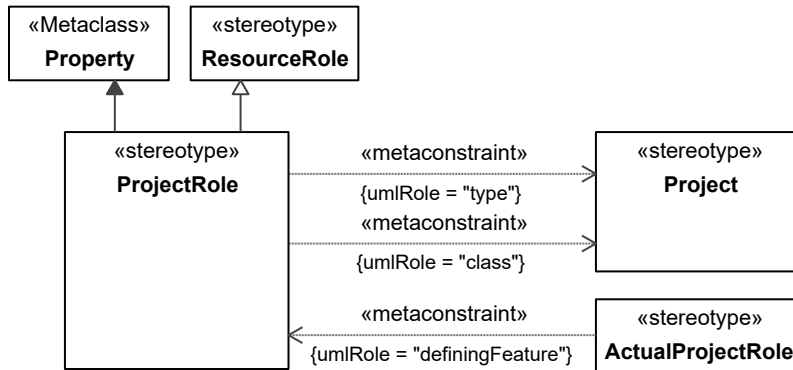 «Metaclass»
Property
«stereotype»
ResourceRole
«stereotype»
ProjectRole
«metaconstraint»
{umlRole = "type"}
«metaconstraint»
{umlRole = "class"}
«stereotype»
Project
«metaconstraint»
{umlRole = "definingFeature"}
«stereotype»
ActualProjectRole